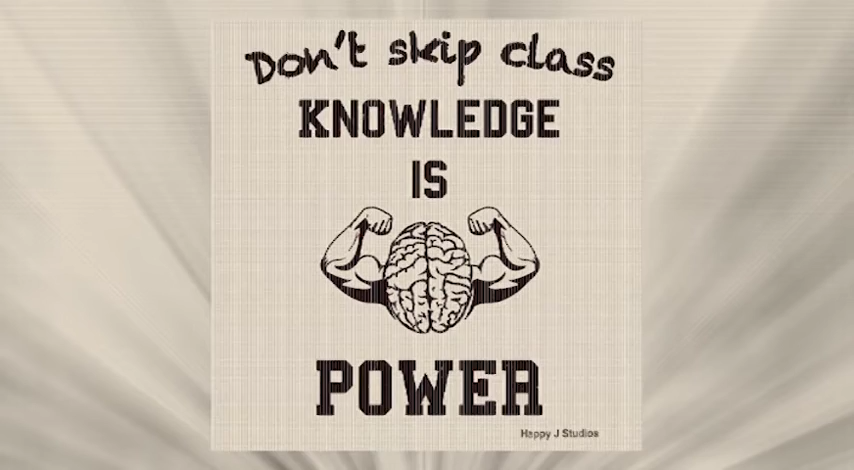 Don't skip class
KNOWLEDGE
IS
POWER
Happy J Studios